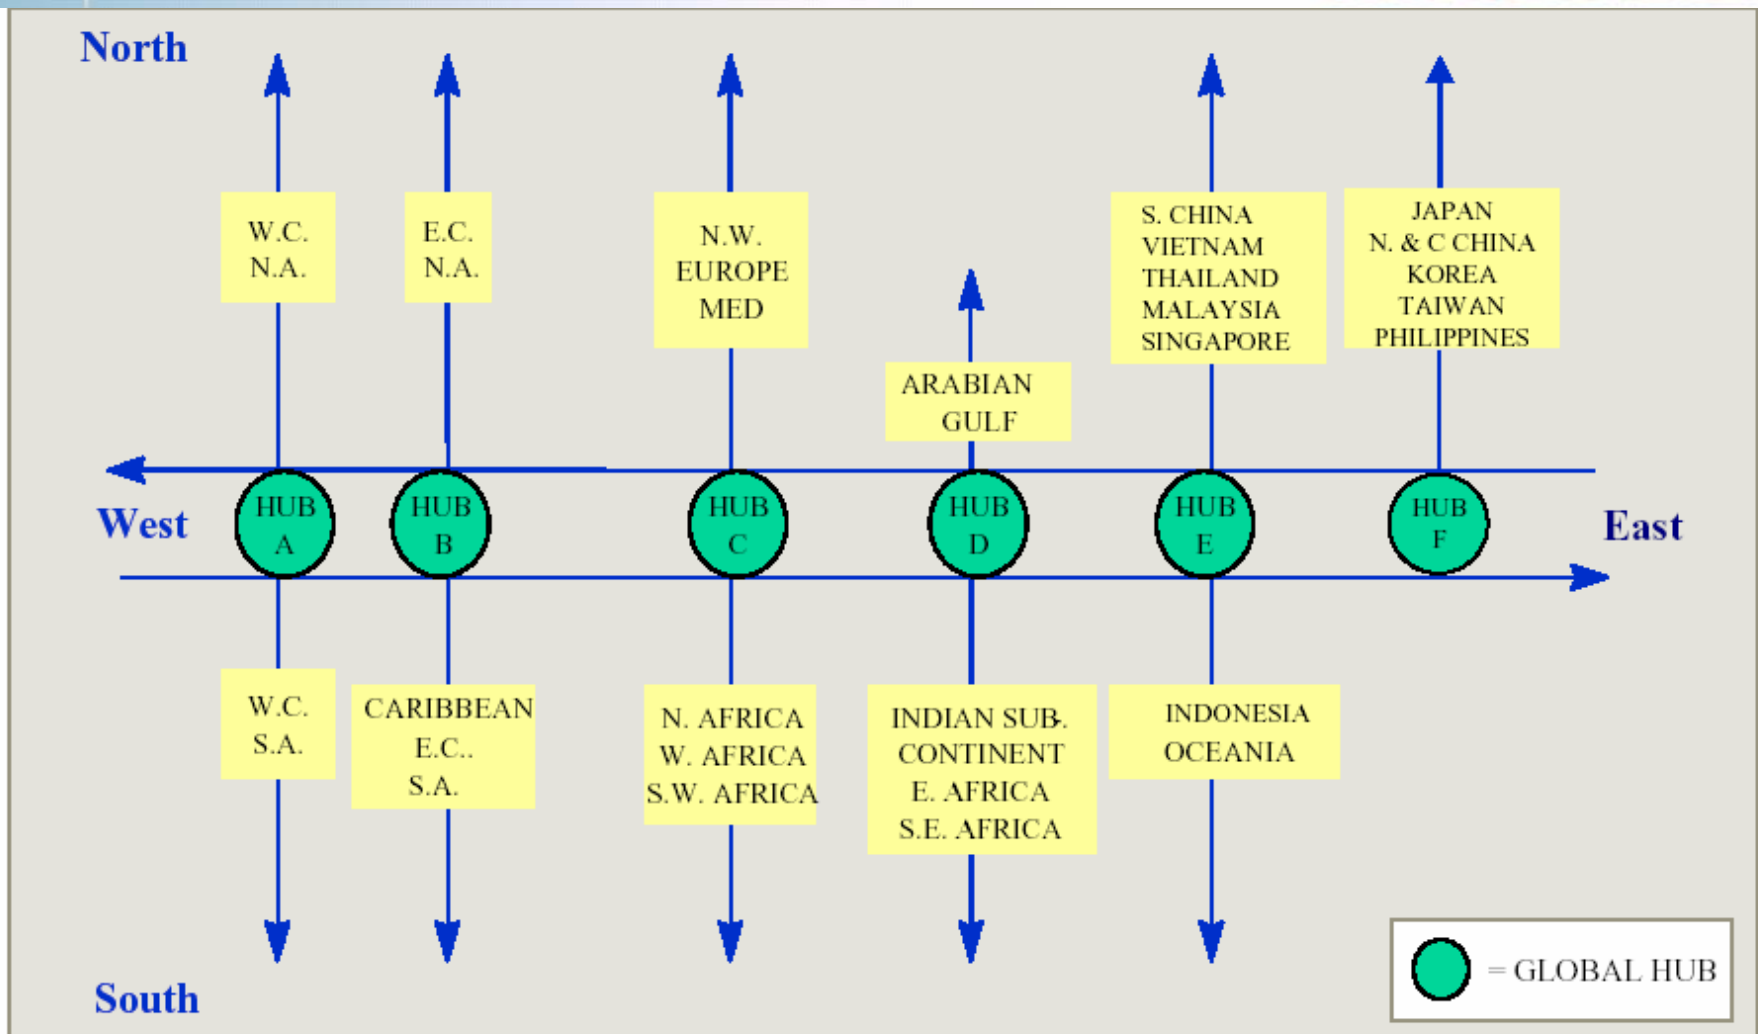 North
W.C.
N.A.
E.C.
N.A.
N.W.
EUROPE
MED
ARABIAN
GULF
S. CHINA
VIETNAM
THAILAND
MALAYSIA
SINGAPORE
JAPAN
N. & C CHINA
KOREA
TAIWAN
PHILIPPINES
West
HUB
A
HUB
B
HUB
C
HUB
D
HUB
E
HUB
F
East
W.C.
S.A.
CARIBBEAN
E.C..
S.A.
N. AFRICA
W. AFRICA
S.W. AFRICA
INDIAN SUB-.
CONTINENT
E. AFRICA
S.E. AFRICA
INDONESIA
OCEANIA
South
= GLOBAL HUB